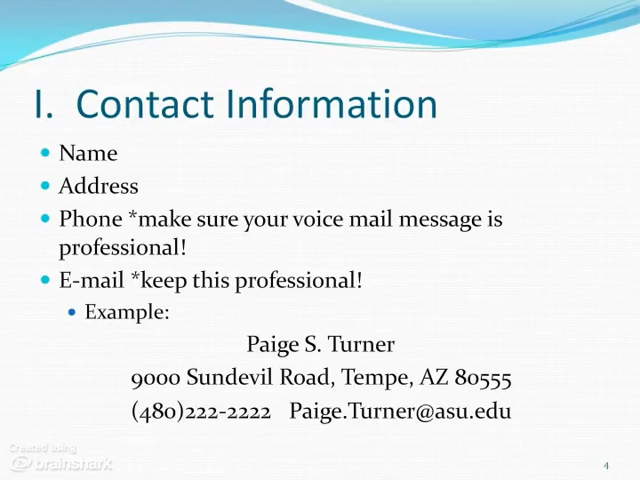 I. Contact Information
Name
Address
Phone *make sure your voice mail message is
professional!
E-mail *keep this professional!
Example:
Paige S. Turner
9000 Sundevil Road, Tempe, AZ 80555
(480)222-2222 Paige.Turner@asu.edu
Created using
brainshark
4